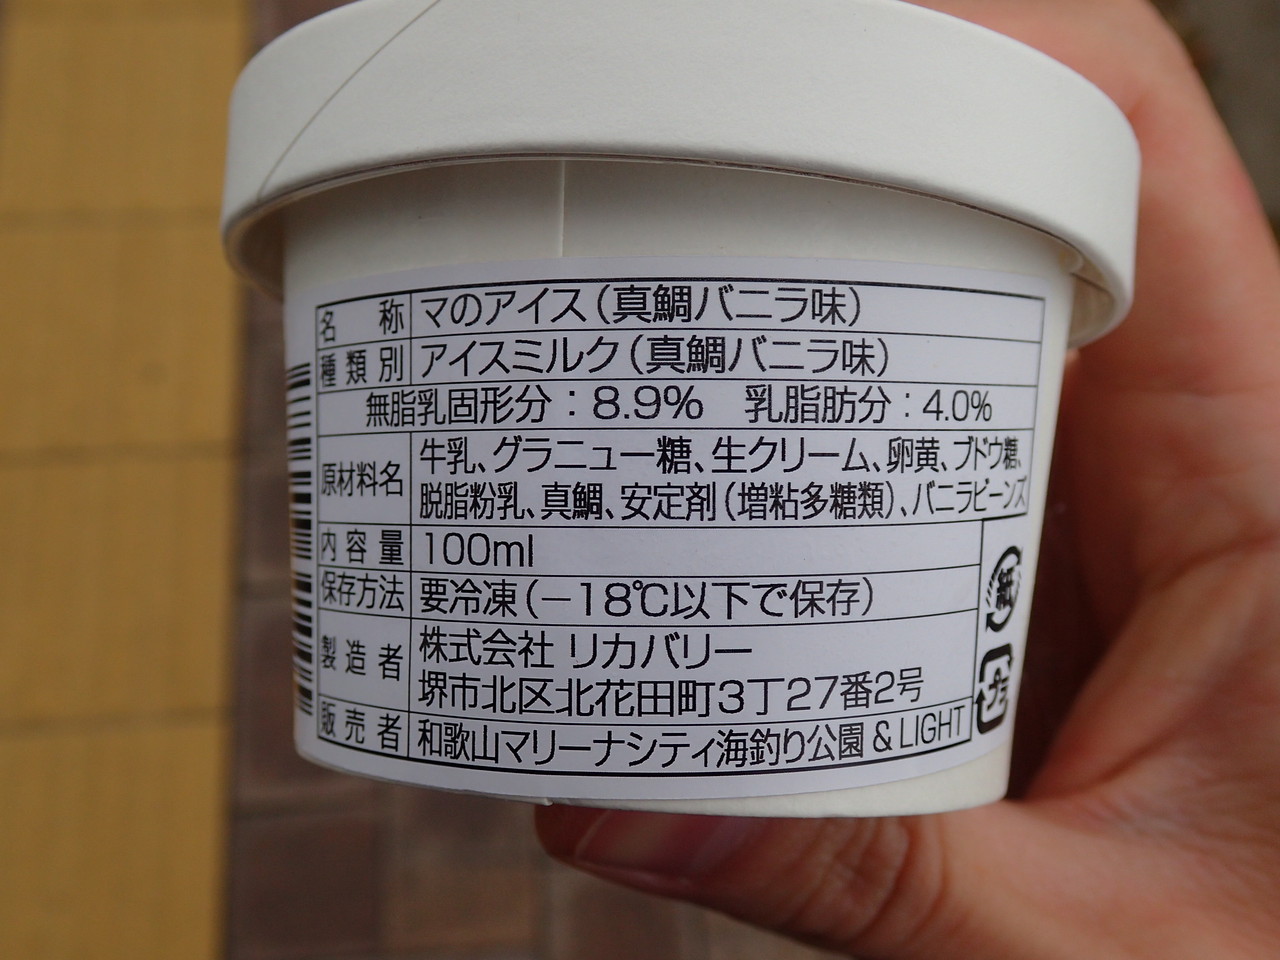 名称 マのアイス(真鯛バニラ味)
種類別 アイスミルク(真鯛バニラ味)
無脂乳固形分:8.9% 乳脂肪分:4.0%
原材料名 牛乳、グラニュー糖、生クリーム、卵黄、ブドウ糖、
脱脂粉乳、真鯛、安定剤(増粘多糖類)、バニラビーンズ
内容量 100ml
保存方法 要冷凍(−18℃以下で保存)
製造者 株式会社 リカバリー
堺市北区北花田町3丁27番2号
販売者 和歌山マリーナシティ海釣り公園 & LIGHT
紙
プラ